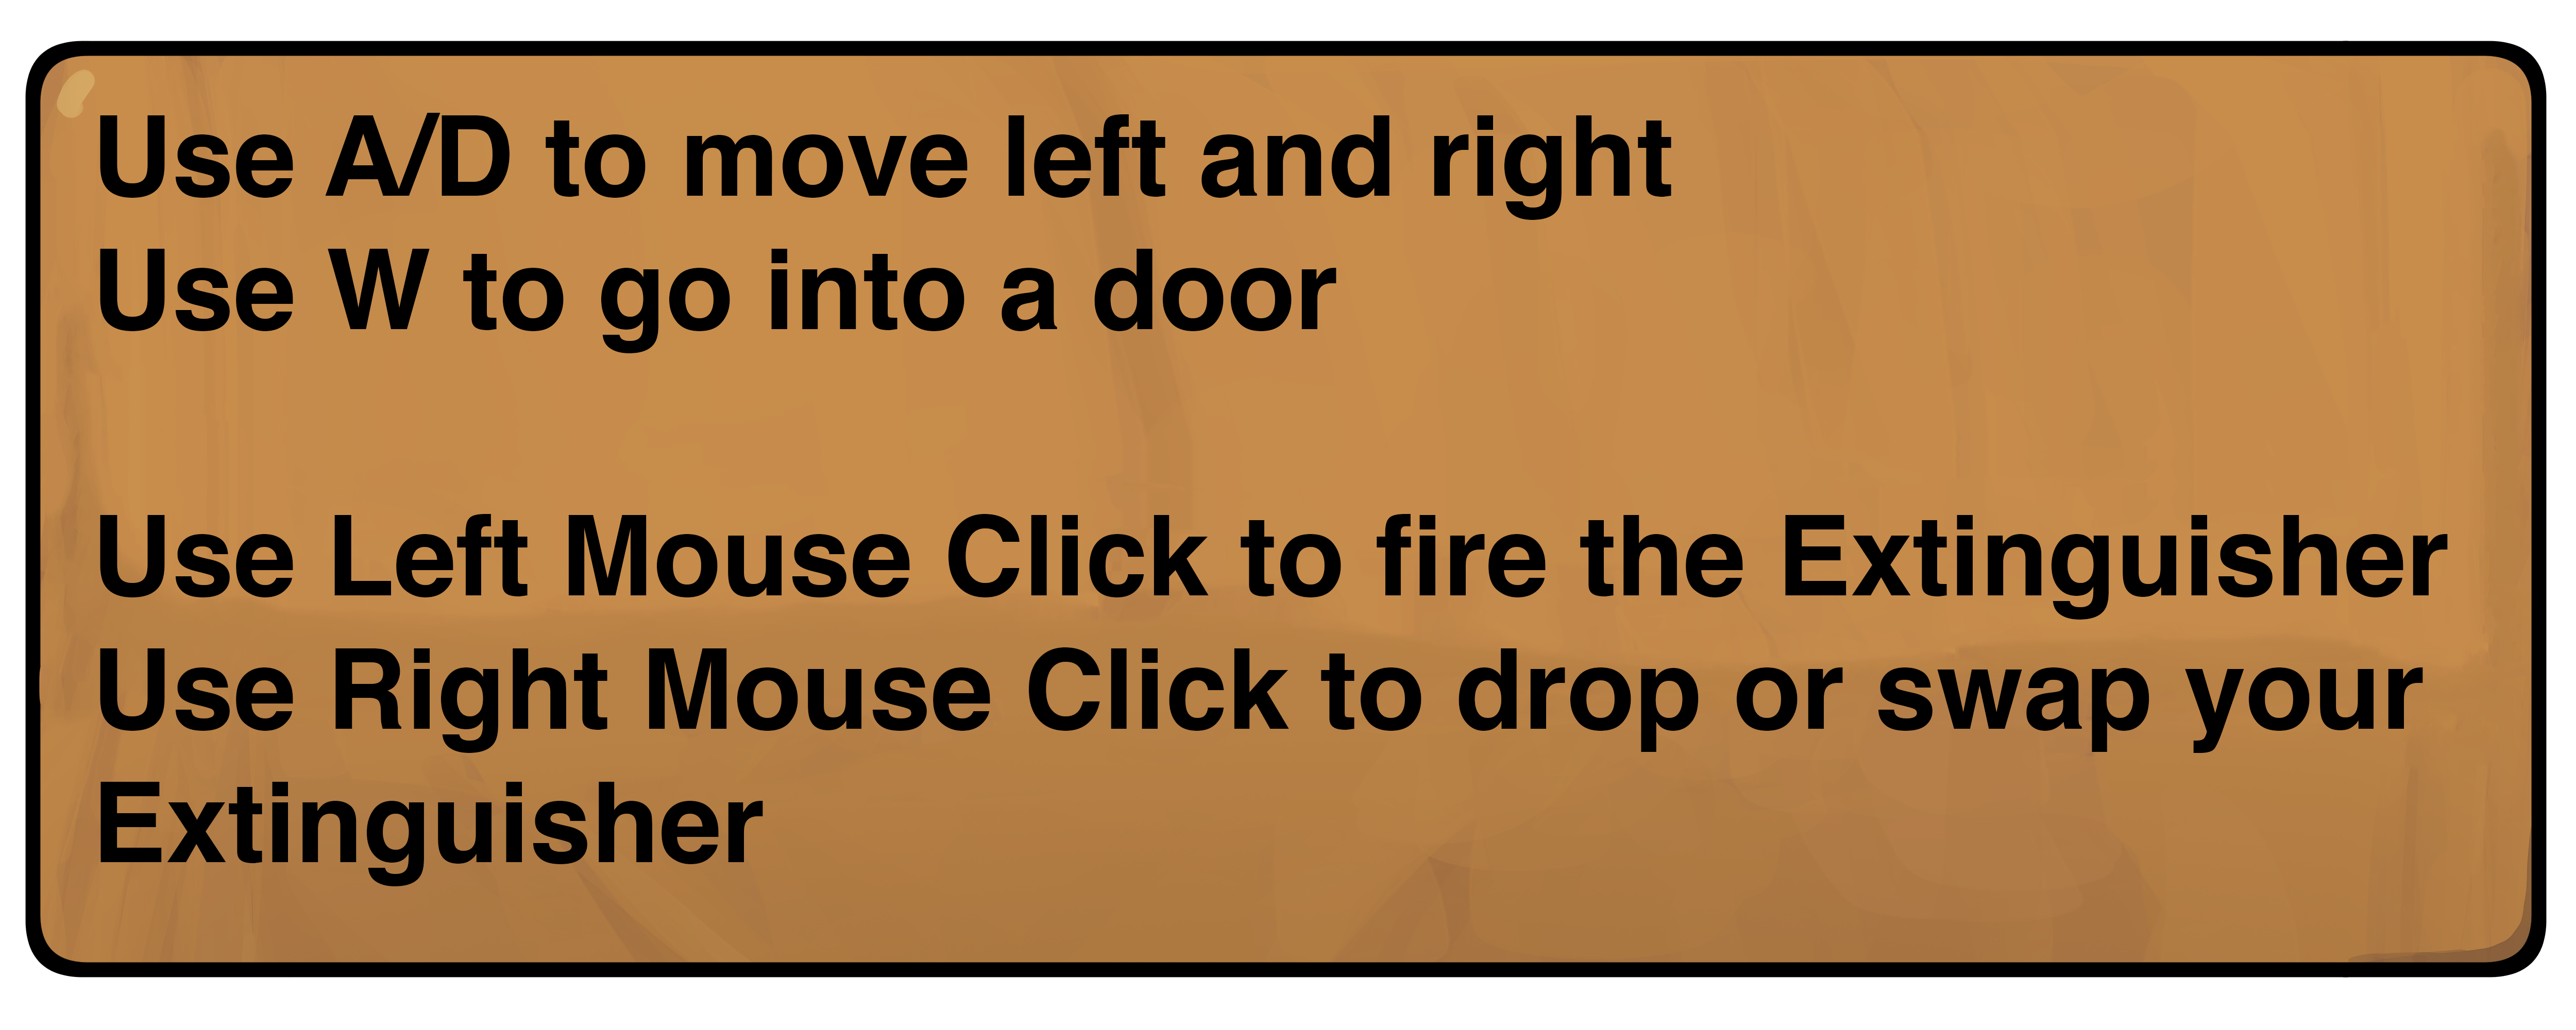 Use A/D to move left and right
Use W to go into a door
Use Left Mouse Click to fire the Extinguisher
Use Right Mouse Click to drop or swap your
Extinguisher